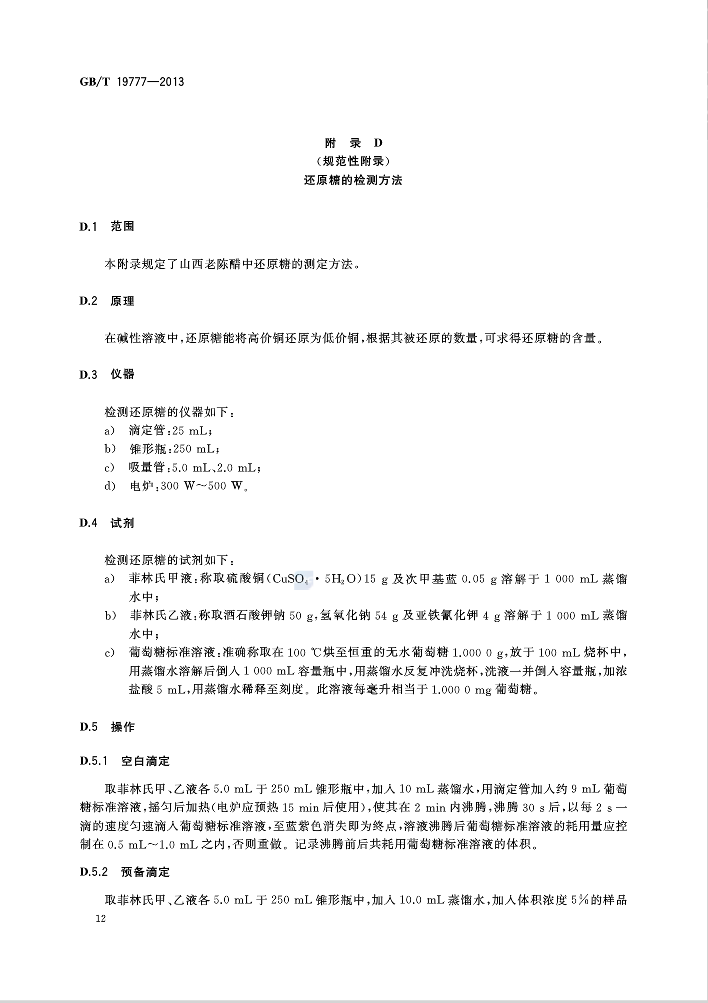 GB/T 19777—2013
附 录 D
（规范性附录）
还原糖的检测方法
D.1 范围
本附录规定了山西老陈醋中还原糖的测定方法。
D.2 原理
在碱性溶液中,还原糖能将高价铜还原为低价铜,根据其被还原的数量,可求得还原糖的含量。
D.3 仪器
检测还原糖的仪器如下:
a) 滴定管:25 mL;
b) 锥形瓶:250 mL;
c) 吸量管:5.0 mL、2.0 mL;
d) 电炉:300 W～500 W。
D.4 试剂
检测还原糖的试剂如下:
a) 菲林氏甲液:称取硫酸铜(CuSO₄·5H₂O)15 g 及次甲基蓝 0.05 g 溶解于 1 000 mL 蒸馏
水中;
b) 菲林氏乙液:称取酒石酸钾钠 50 g,氢氧化钠 54 g 及亚铁氰化钾 4 g 溶解于 1 000 mL 蒸馏
水中;
c) 葡萄糖标准溶液:准确称取在 100 ℃烘至恒重的无水葡萄糖 1.000 0 g,放于 100 mL 烧杯中,
用蒸馏水溶解后倒入 1 000 mL 容量瓶中,用蒸馏水反复冲洗烧杯,洗液一并倒入容量瓶,加浓
盐酸 5 mL,用蒸馏水稀释至刻度。此溶液每毫升相当于 1.000 0 mg 葡萄糖。
D.5 操作
D.5.1 空白滴定
取菲林氏甲、乙液各 5.0 mL 于 250 mL 锥形瓶中,加入 10 mL 蒸馏水,用滴定管加入约 9 mL 葡萄
糖标准溶液,摇匀后加热(电炉应预热 15 min 后使用),使其在 2 min 内沸腾,沸腾 30 s 后,以每 2 s 一
滴的速度匀速滴入葡萄糖标准溶液,至蓝紫色消失即为终点,溶液沸腾后葡萄糖标准溶液的耗用量应控
制在 0.5 mL～1.0 mL 之内,否则重做。记录沸腾前后共耗用葡萄糖标准溶液的体积。
D.5.2 预备滴定
取菲林氏甲、乙液各 5.0 mL 于 250 mL 锥形瓶中,加入 10.0 mL 蒸馏水,加入体积浓度 5%的样品
12